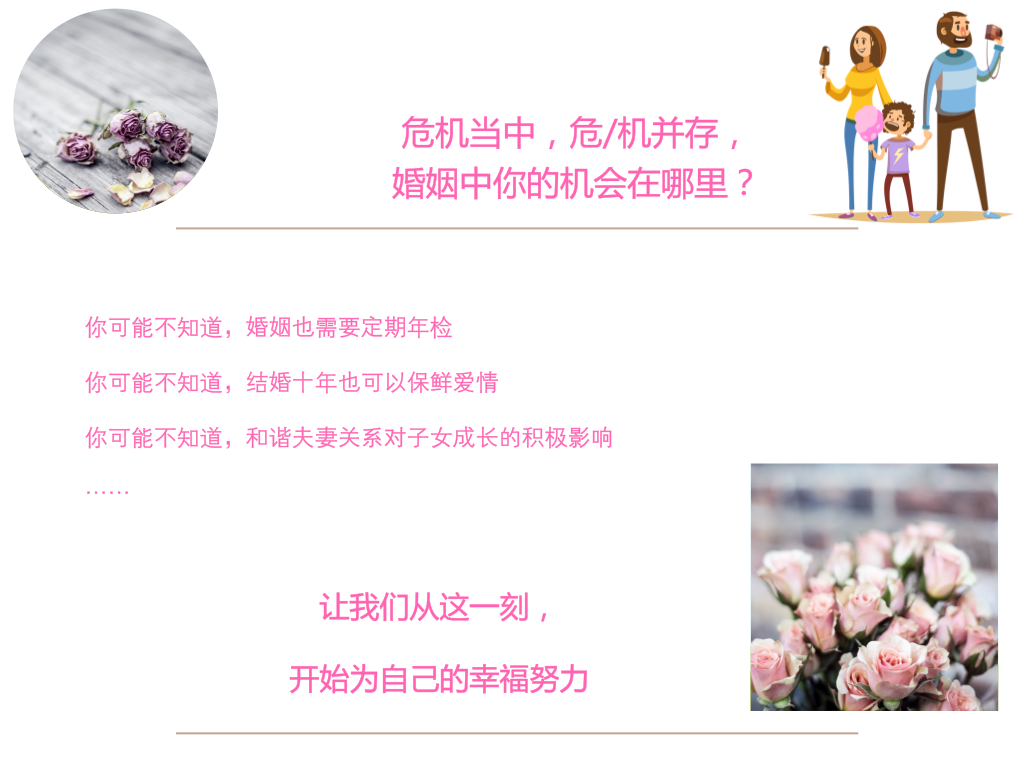 危机当中，危/机并存，
婚姻中你的机会在哪里？
你可能不知道，婚姻也需要定期年检
你可能不知道，结婚十年也可以保鲜爱情
你可能不知道，和谐夫妻关系对子女成长的积极影响
……
让我们从这一刻，
开始为自己的幸福努力